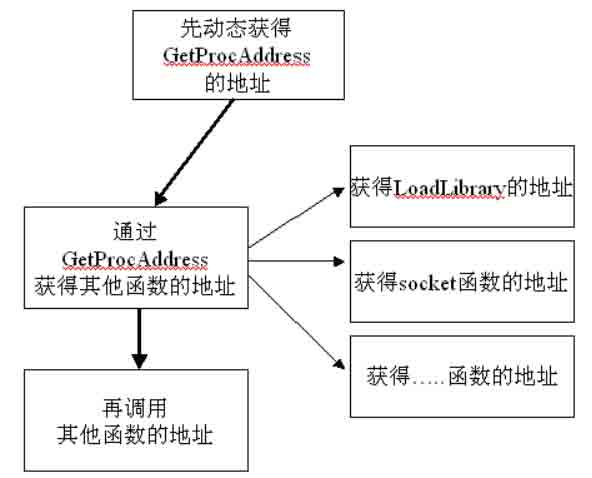 先动态获得
GetProcAddress
的地址
通过
GetProcAddress
获得其他函数的地址
获得LoadLibrary的地址
获得socket函数的地址
获得.....函数的地址
再调用
其他函数的地址